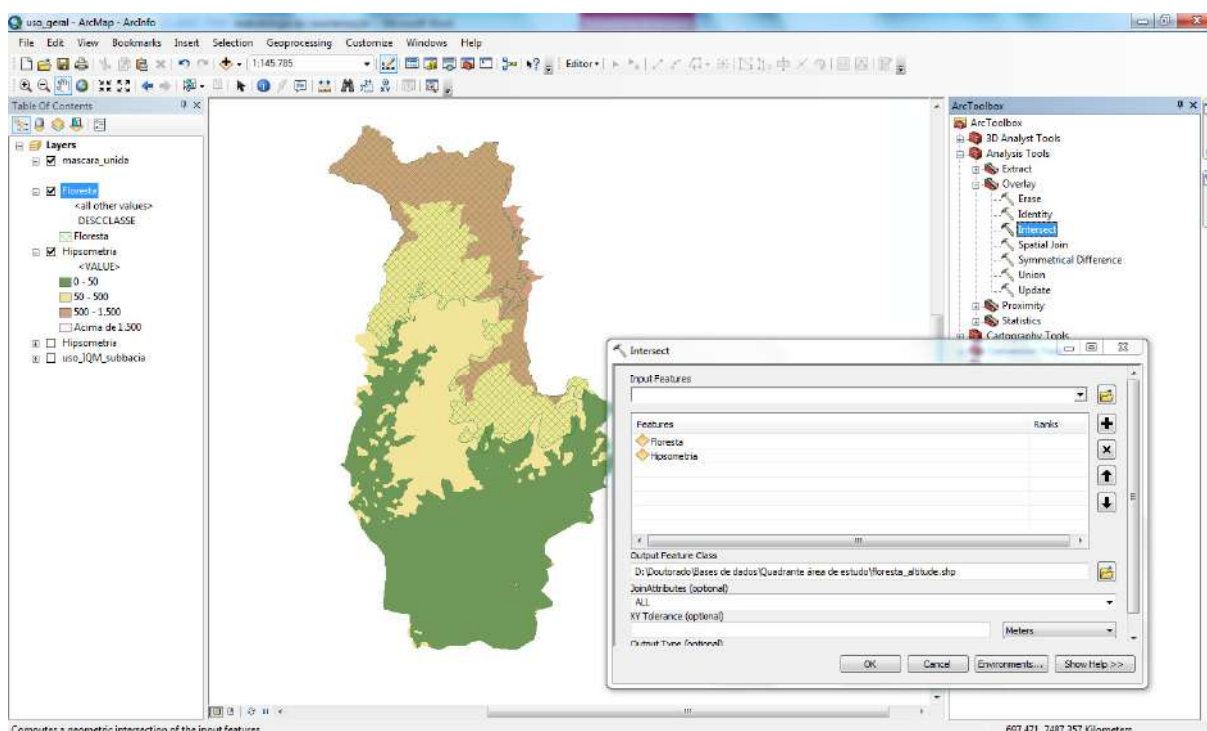 uso_geral - ArcMap - ArcInfo
File Edit View Bookmarks Insert Selection Geoprocessing Customize Windows Help
1:145.785
Editor
Table Of Contents
Layers
mascara_unida
Floresta
<all other values>
DESCCLASSE
Floresta
Hipsometria
<VALUE>
0 - 50
50 - 500
500 - 1.500
Acima de 1.500
Hipsometria
uso_IQM_subbacia
ArcToolbox
ArcToolbox
3D Analyst Tools
Analysis Tools
Extract
Overlay
Erase
Identity
Intersect
Spatial Join
Symmetrical Difference
Union
Update
Proximity
Statistics
Cartography Tools
Intersect
Input Features
Features Ranks
Floresta
Hipsometria
Output Feature Class
D:\Doutorado\Bases de dados\Quadrante área de estudo\floresta_altitude.shp
JoinAttributes (optional)
ALL
XY Tolerance (optional)
Meters
Output Type (optional)
OK Cancel Environments... Show Help >>
Computes a geometric intersection of the input features
697,471 7487,357 Kilometers